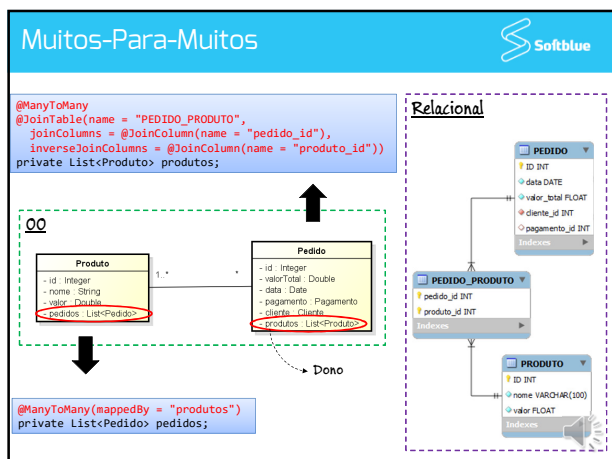 Muitos-Para-Muitos
Softblue
@ManyToMany
@JoinTable(name = "PEDIDO_PRODUTO",
joinColumns = @JoinColumn(name = "pedido_id"),
inverseJoinColumns = @JoinColumn(name = "produto_id"))
private List<Produto> produtos;
OO
Produto
- id : Integer
- nome : String
- valor : Double
- pedidos : List<Pedido>
1..*
*
Pedido
- id : Integer
- valorTotal : Double
- data : Date
- pagamento : Pagamento
- cliente : Cliente
- produtos : List<Produto>
Dono
@ManyToMany(mappedBy = "produtos")
private List<Pedido> pedidos;
Relacional
PEDIDO
ID INT
data DATE
valor_total FLOAT
cliente_id INT
pagamento_id INT
Indexes
PEDIDO_PRODUTO
pedido_id INT
produto_id INT
Indexes
PRODUTO
ID INT
nome VARCHAR(100)
valor FLOAT
Indexes